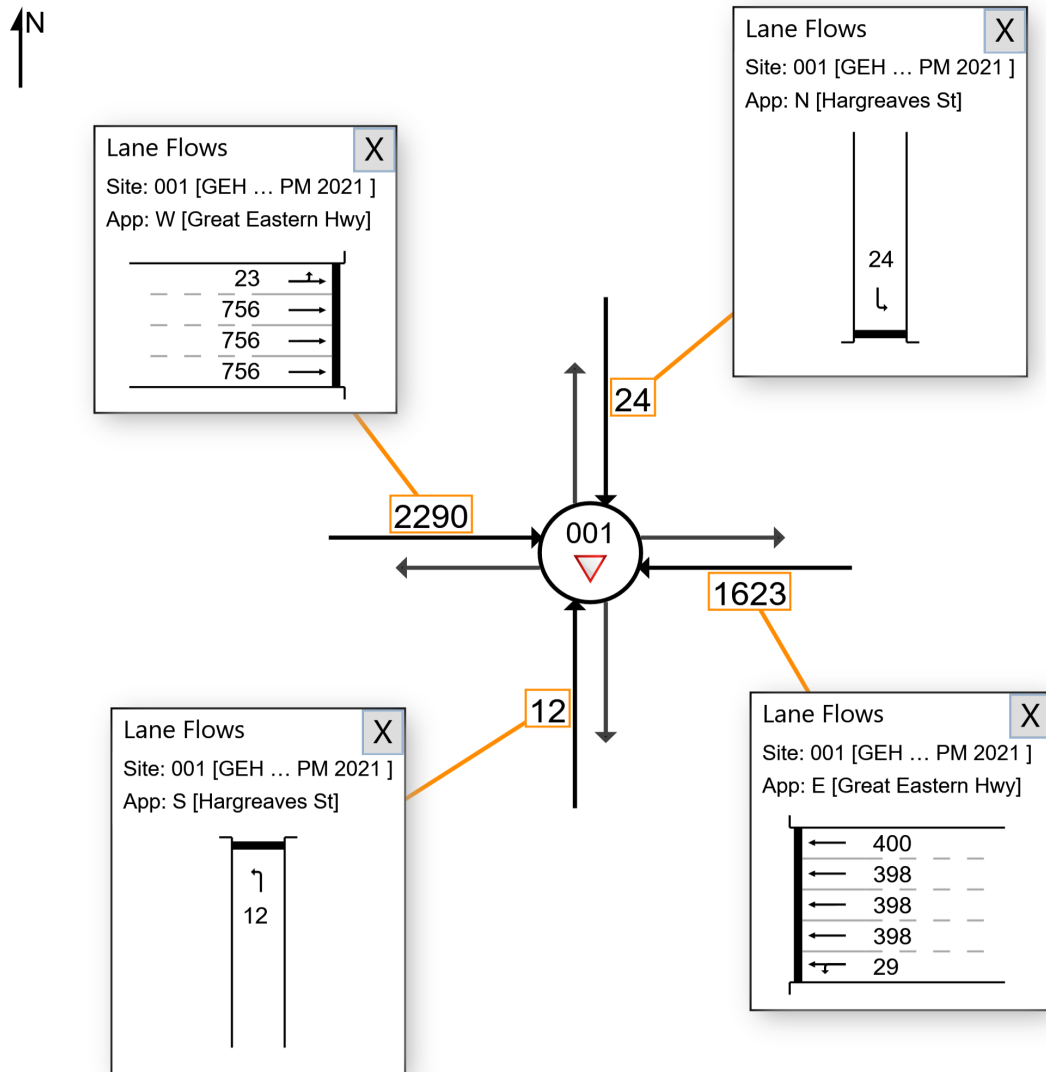 N
Lane Flows
X
Site: 001 [GEH ... PM 2021 ]
App: N [Hargreaves St]
24
Lane Flows
X
Site: 001 [GEH ... PM 2021 ]
App: W [Great Eastern Hwy]
23
756
756
756
24
2290
001
1623
12
Lane Flows
X
Site: 001 [GEH ... PM 2021 ]
App: S [Hargreaves St]
12
Lane Flows
X
Site: 001 [GEH ... PM 2021 ]
App: E [Great Eastern Hwy]
400
398
398
398
29